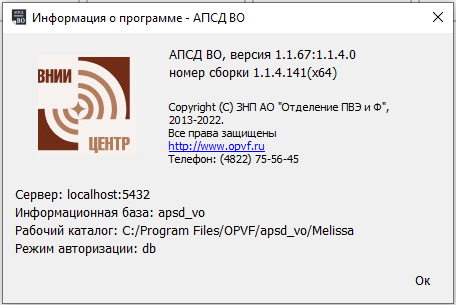 Информация о программе - АПСД ВО
АПСД ВО, версия 1.1.67:1.1.4.0
номер сборки 1.1.4.141(x64)
ВНИИ
ЦЕНТР
Copyright (C) ЗНП АО "Отделение ПВЭ и Ф",
2013-2022.
Все права защищены
http://www.opvf.ru
Телефон: (4822) 75-56-45
Сервер: localhost:5432
Информационная база: apsd_vo
Рабочий каталог: C:/Program Files/OPVF/apsd_vo/Melissa
Режим авторизации: db
Ок